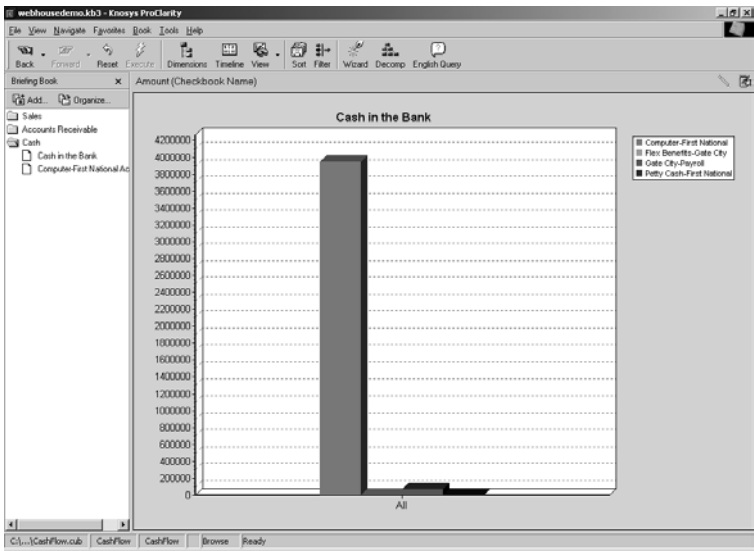 webhousedemo.kb3 - Knosys ProClarity
File View Navigate Favorites Book Tools Help
Back Forward Reset Execute Dimensions Timeline View Sort Filter Wizard Decomp English Query
Briefing Book
Amount (Checkbook Name)
Add... Organize...
Sales
Accounts Receivable
Cash
Cash in the Bank
Computer-First National Ac
Cash in the Bank
4200000
4000000
3800000
3600000
3400000
3200000
3000000
2800000
2600000
2400000
2200000
2000000
1800000
1600000
1400000
1200000
1000000
800000
600000
400000
200000
0
All
Computer-First National
Flex Benefits-Gate City
Gate City-Payroll
Petty Cash-First National
C:\...\CashFlow.cub CashFlow CashFlow Browse Ready